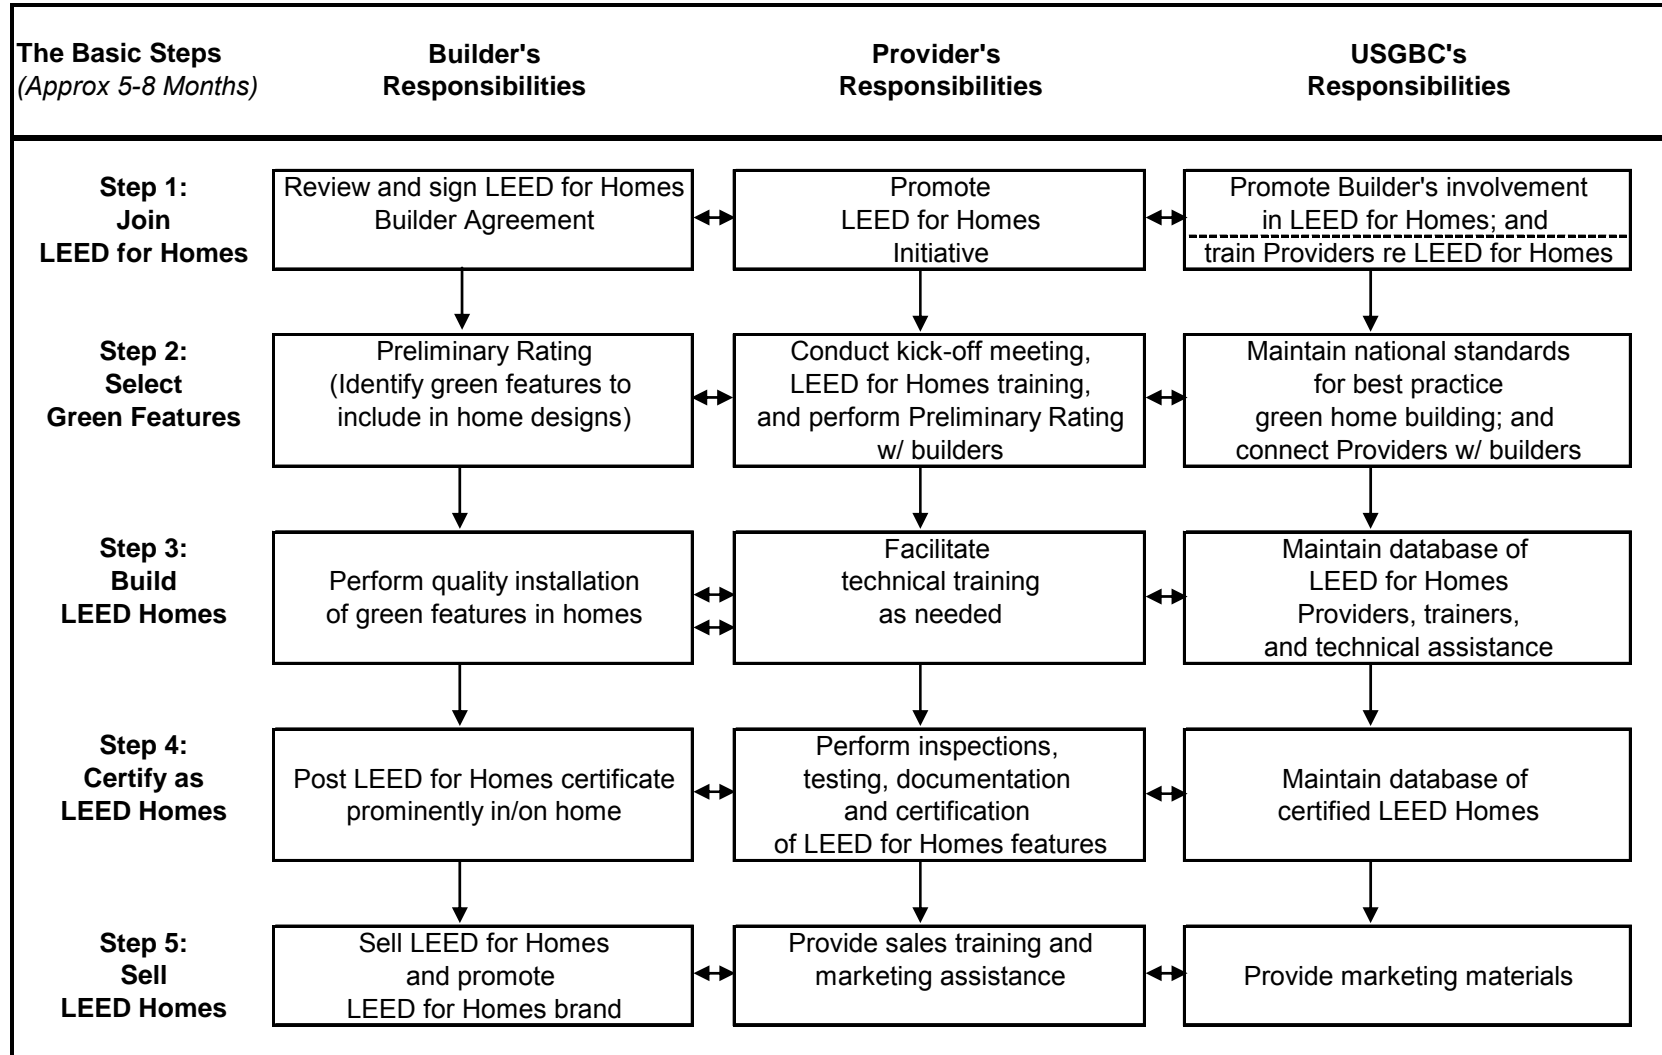 The Basic Steps
(Approx 5-8 Months)
Builder's
Responsibilities
Provider's
Responsibilities
USGBC's
Responsibilities
Step 1:
Join
LEED for Homes
Review and sign LEED for Homes
Builder Agreement
Promote
LEED for Homes
Initiative
Promote Builder's involvement
in LEED for Homes; and
train Providers re LEED for Homes
Step 2:
Select
Green Features
Preliminary Rating
(Identify green features to
include in home designs)
Conduct kick-off meeting,
LEED for Homes training,
and perform Preliminary Rating
w/ builders
Maintain national standards
for best practice
green home building; and
connect Providers w/ builders
Step 3:
Build
LEED Homes
Perform quality installation
of green features in homes
Facilitate
technical training
as needed
Maintain database of
LEED for Homes
Providers, trainers,
and technical assistance
Step 4:
Certify as
LEED Homes
Post LEED for Homes certificate
prominently in/on home
Perform inspections,
testing, documentation
and certification
of LEED for Homes features
Maintain database of
certified LEED Homes
Step 5:
Sell
LEED Homes
Sell LEED for Homes
and promote
LEED for Homes brand
Provide sales training and
marketing assistance
Provide marketing materials